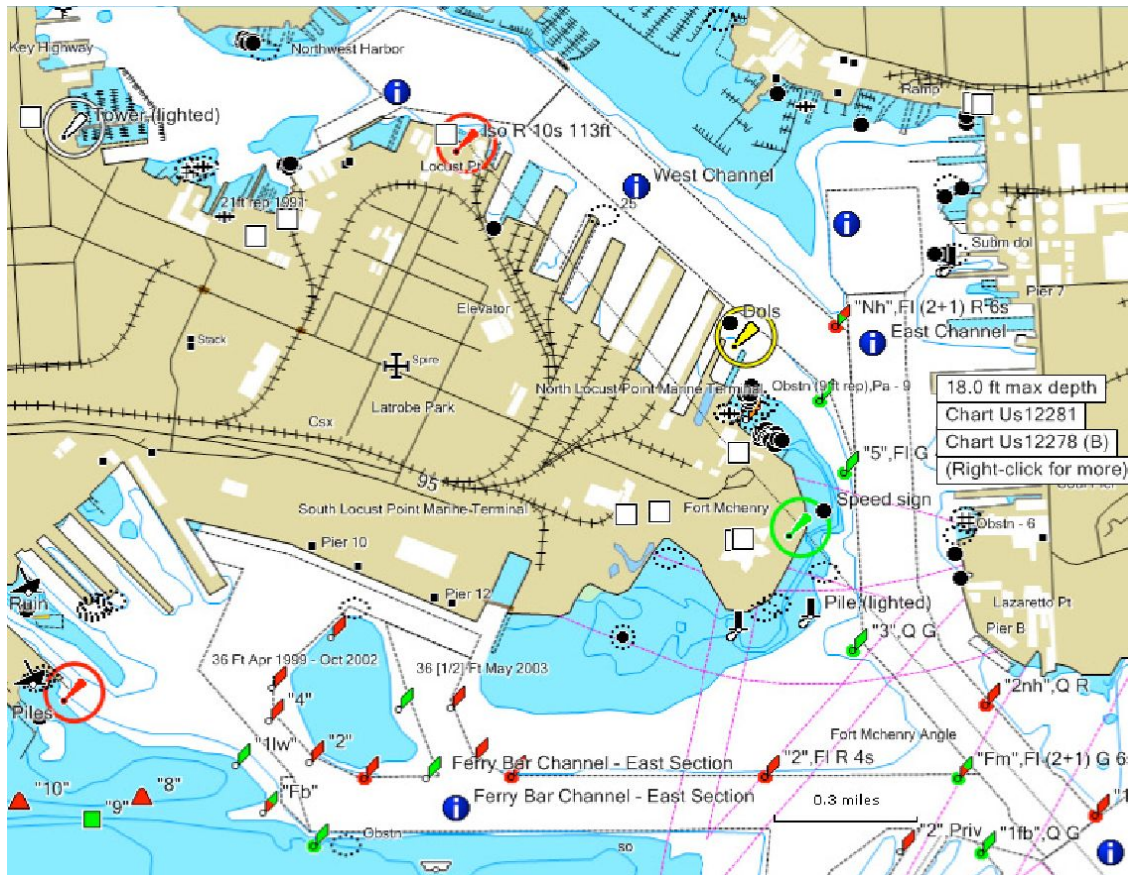 Key Highway
Northwest Harbor
Ramp
Tower (lighted)
Iso R 10s 113ft
Locust Pt
West Channel
21ft rep 1991
25
Subm dol
Pier 7
Elevator
Dols
"Nh",Fl (2+1) R 6s
East Channel
Stack
Spire
Obstn (9 ft rep),Pa - 9
North Locust Point Marine Terminal
18.0 ft max depth
Latrobe Park
Chart Us12281
Csx
Chart Us12278 (B)
"5",Fl G
(Right-click for more)
95
Speed sign
South Locust Point Marine Terminal
Fort Mchenry
Obstn - 6
Pier 10
Pier 12
Ruin
Pile (lighted)
Lazaretto Pt
"3",Q G
Pier B
36 Ft Apr 1999 - Oct 2002
36 [1/2] Ft May 2003
"2nh",Q R
"4"
Piles
Fort Mchenry Angle
"1lw"
"2"
Ferry Bar Channel - East Section
"2",Fl R 4s
"Fm",Fl (2+1) G 6s
"10"
"8"
"Fb"
Ferry Bar Channel - East Section
0.3 miles
"9"
"1
Obstn
so
"2" Priv
"1fb",Q G